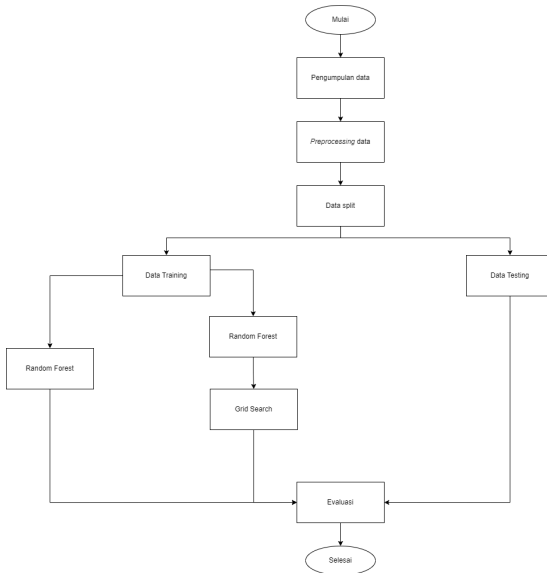 Mulai
Pengumpulan data
Preprocessing data
Data split
Data Training
Data Testing
Random Forest
Random Forest
Grid Search
Evaluasi
Selesai